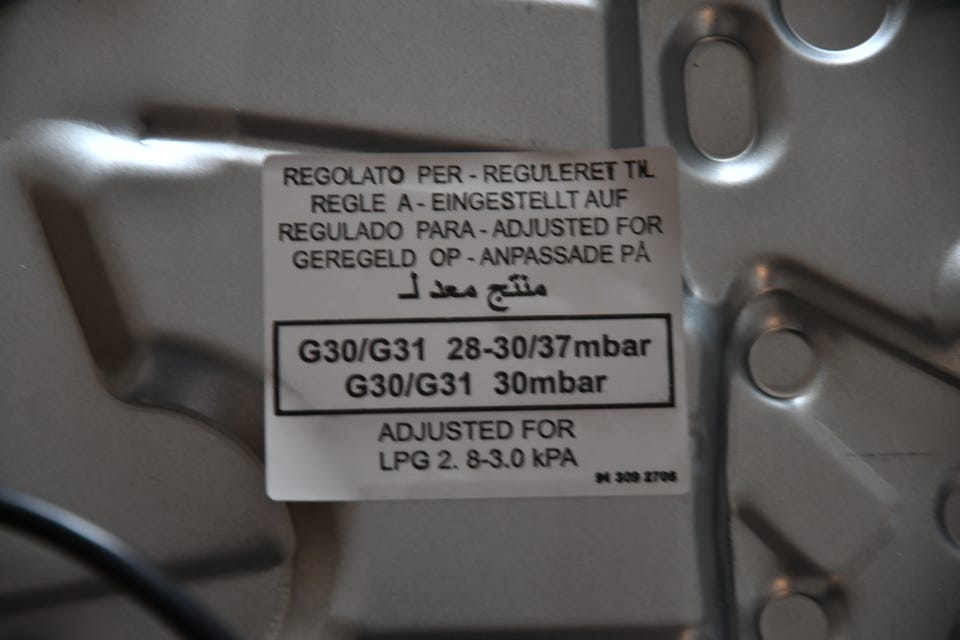 REGOLATO PER - REGULERET TIL
REGLE A - EINGESTELLT AUF
REGULADO PARA - ADJUSTED FOR
GEREGELD OP - ANPASSADE PÅ
منتج معد لـ
G30/G31 28-30/37mbar
G30/G31 30mbar
ADJUSTED FOR
LPG 2. 8-3.0 kPA
94 309 2706